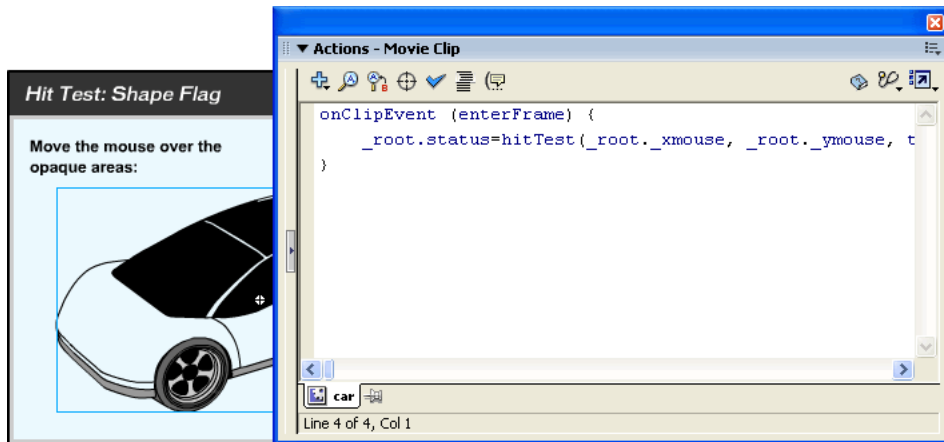 Actions - Movie Clip
Hit Test: Shape Flag
Move the mouse over the
opaque areas:
onClipEvent (enterFrame) {
_root.status=hitTest(_root._xmouse, _root._ymouse, t
}
car
Line 4 of 4, Col 1